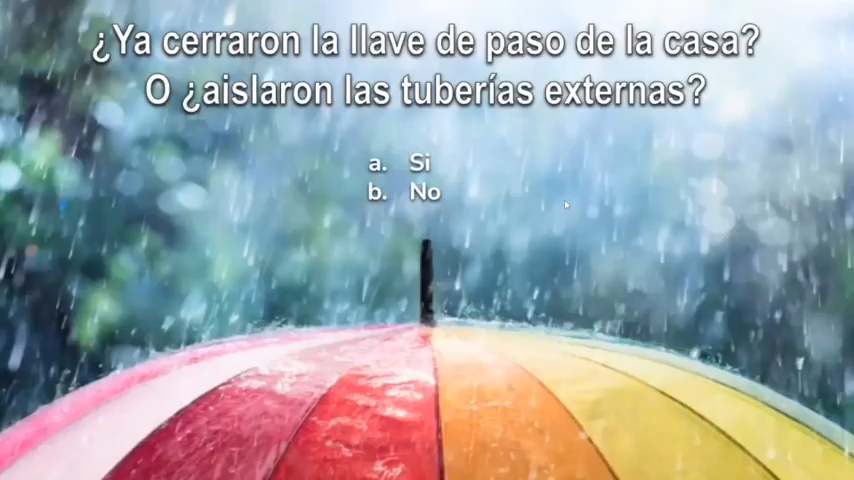 ¿Ya cerraron la llave de paso de la casa?
O ¿aislaron las tuberías externas?
a. Si
b. No